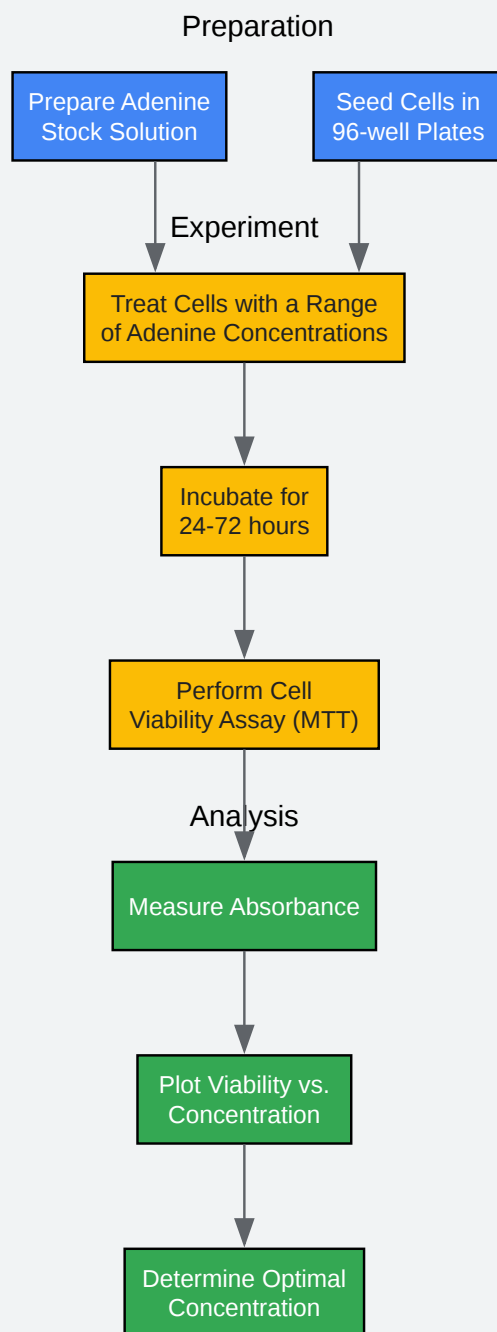 Preparation
Prepare Adenine
Stock Solution
Seed Cells in
96-well Plates
Experiment
Treat Cells with a Range
of Adenine Concentrations
Incubate for
24-72 hours
Perform Cell
Viability Assay (MTT)
Analysis
Measure Absorbance
Plot Viability vs.
Concentration
Determine Optimal
Concentration